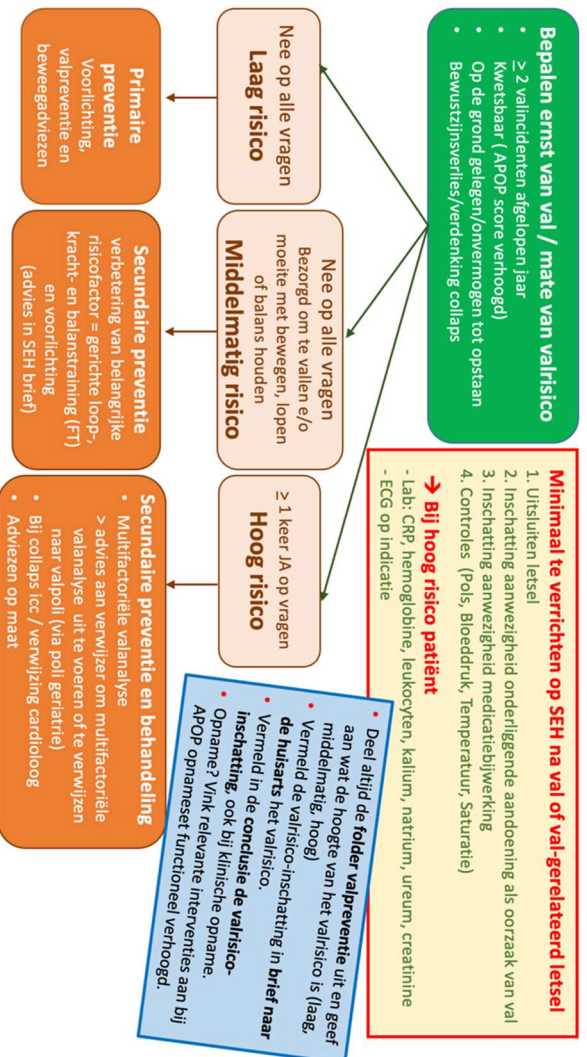 Bepalen ernst van val / mate van valrisico
• ≥ 2 valincidenten afgelopen jaar
• Kwetsbaar ( APOP score verhoogd)
• Op de grond gelegen/onvermogen tot opstaan
• Bewustzijnsverlies/verdenking collaps
Minimaal te verrichten op SEH na val of val-gerelateerd letsel
1. Uitsluiten letsel
2. Inschatting aanwezigheid onderliggende aandoening als oorzaak van val
3. Inschatting aanwezigheid medicatiebijwerking
4. Controles (Pols, Bloeddruk, Temperatuur, Saturatie)
→ Bij hoog risico patiënt
- Lab: CRP, hemoglobine, leukocyten, kalium, natrium, ureum, creatinine
- ECG op indicatie
Nee op alle vragen
Laag risico
Nee op alle vragen
Bezorgd om te vallen e/o
moeite met bewegen, lopen
of balans houden
Middelmatig risico
≥ 1 keer JA op vragen
Hoog risico
• Deel altijd de folder valpreventie uit en geef
aan wat de hoogte van het valrisico is (laag,
middelmatig, hoog)
• Vermeld de valrisico-inschatting in brief naar
de huisarts het valrisico.
• Vermeld in de conclusie de valrisico-
inschatting, ook bij klinische opname.
• Opname? Vink relevante interventies aan bij
APOP opnameset functioneel verhoogd.
Primaire
preventie
Voorlichting,
valpreventie en
beweegadviezen
Secundaire preventie
verbetering van belangrijke
risicofactor = gerichte loop-,
kracht- en balanstraining (FT)
en voorlichting
(advies in SEH brief)
Secundaire preventie en behandeling
• Multifactoriële valanalyse
> advies aan verwijzer om multifactoriële
valanalyse uit te voeren of te verwijzen
naar valpoli (via poli geriatrie)
• Bij collaps icc / verwijzing cardioloog
• Adviezen op maat